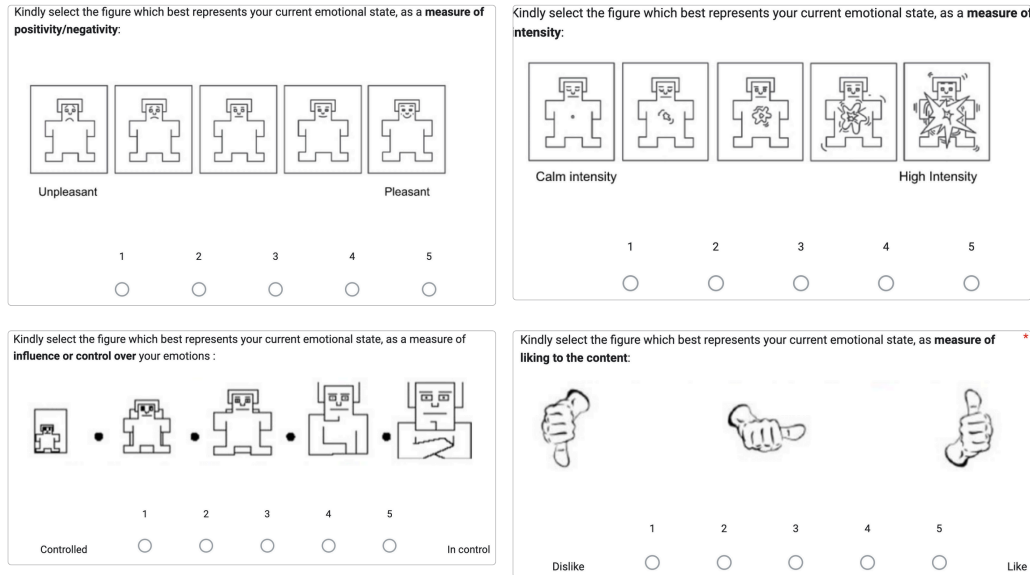 Kindly select the figure which best represents your current emotional state, as a measure of
positivity/negativity:
Unpleasant Pleasant
1 2 3 4 5
Kindly select the figure which best represents your current emotional state, as a measure of
ntensity:
Calm intensity High Intensity
1 2 3 4 5
Kindly select the figure which best represents your current emotional state, as a measure of
influence or control over your emotions :
1 2 3 4 5
Controlled In control
Kindly select the figure which best represents your current emotional state, as measure of *
liking to the content:
1 2 3 4 5
Dislike Like